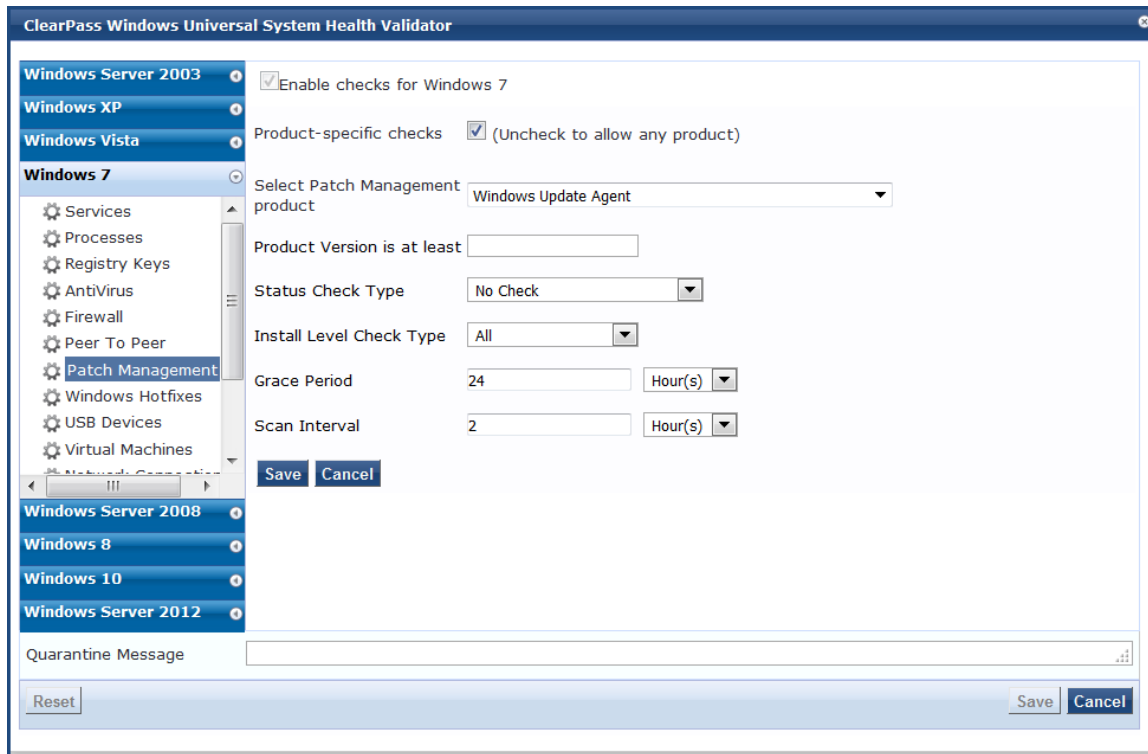 ClearPass Windows Universal System Health Validator
Windows Server 2003
Windows XP
Windows Vista
Windows 7
Services
Processes
Registry Keys
AntiVirus
Firewall
Peer To Peer
Patch Management
Windows Hotfixes
USB Devices
Virtual Machines
Windows Server 2008
Windows 8
Windows 10
Windows Server 2012
Enable checks for Windows 7
Product-specific checks (Uncheck to allow any product)
Select Patch Management product Windows Update Agent
Product Version is at least
Status Check Type No Check
Install Level Check Type All
Grace Period 24 Hour(s)
Scan Interval 2 Hour(s)
Save Cancel
Quarantine Message
Reset Save Cancel